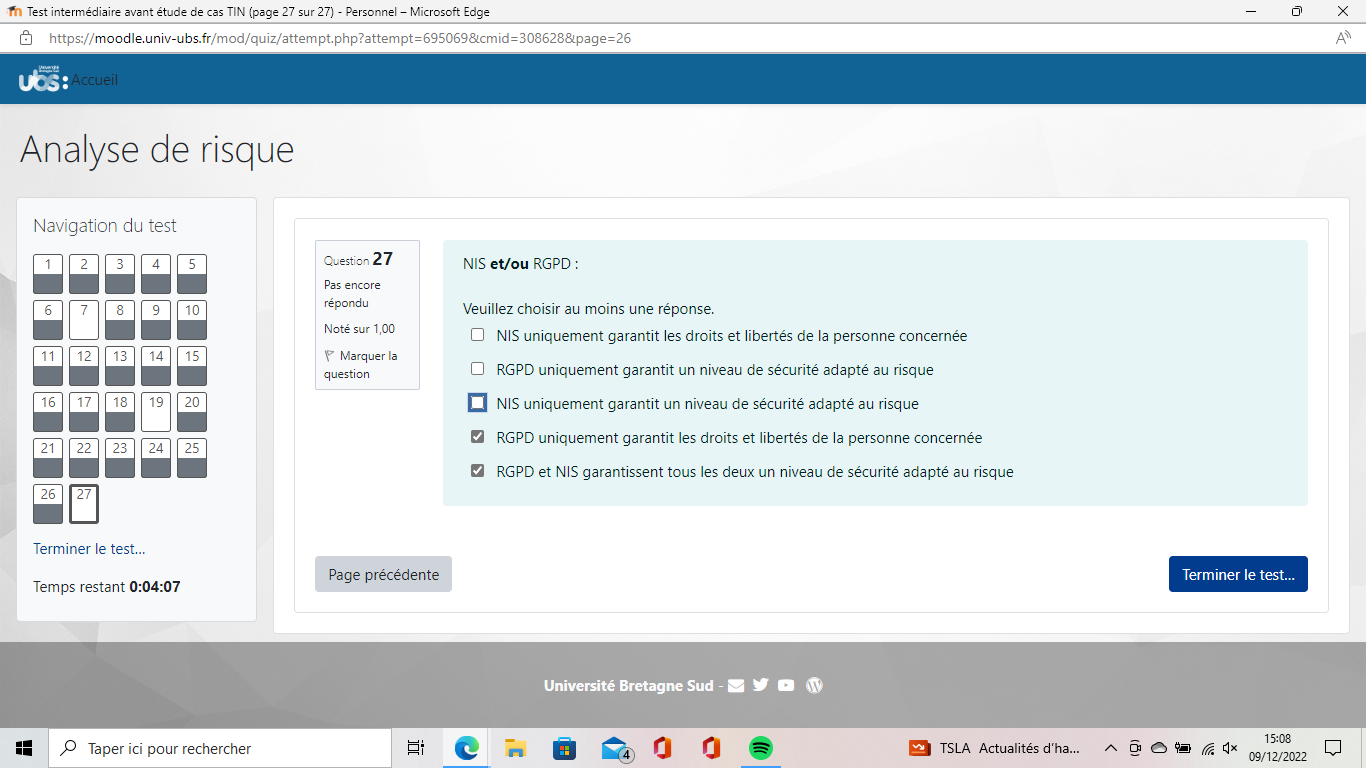 Test intermédiaire avant étude de cas TIN (page 27 sur 27) - Personnel – Microsoft Edge
https://moodle.univ-ubs.fr/mod/quiz/attempt.php?attempt=695069&cmid=308628&page=26
Université Bretagne Sud
ubs: Accueil
Analyse de risque
Navigation du test
1 2 3 4 5
6 7 8 9 10
11 12 13 14 15
16 17 18 19 20
21 22 23 24 25
26 27
Terminer le test...
Temps restant 0:04:07
Question 27
Pas encore
répondu
Noté sur 1,00
Marquer la
question
NIS et/ou RGPD :
Veuillez choisir au moins une réponse.
NIS uniquement garantit les droits et libertés de la personne concernée
RGPD uniquement garantit un niveau de sécurité adapté au risque
NIS uniquement garantit un niveau de sécurité adapté au risque
RGPD uniquement garantit les droits et libertés de la personne concernée
RGPD et NIS garantissent tous les deux un niveau de sécurité adapté au risque
Page précédente
Terminer le test...
Université Bretagne Sud -
Taper ici pour rechercher
4
TSLA Actualités d'ha...
15:08
09/12/2022